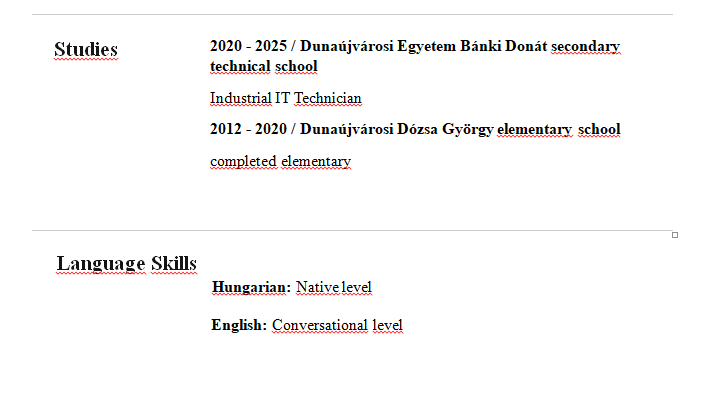 Studies
2020 - 2025 / Dunaújvárosi Egyetem Bánki Donát secondary
technical school
Industrial IT Technician
2012 - 2020 / Dunaújvárosi Dózsa György elementary school
completed elementary
Language Skills
Hungarian: Native level
English: Conversational level